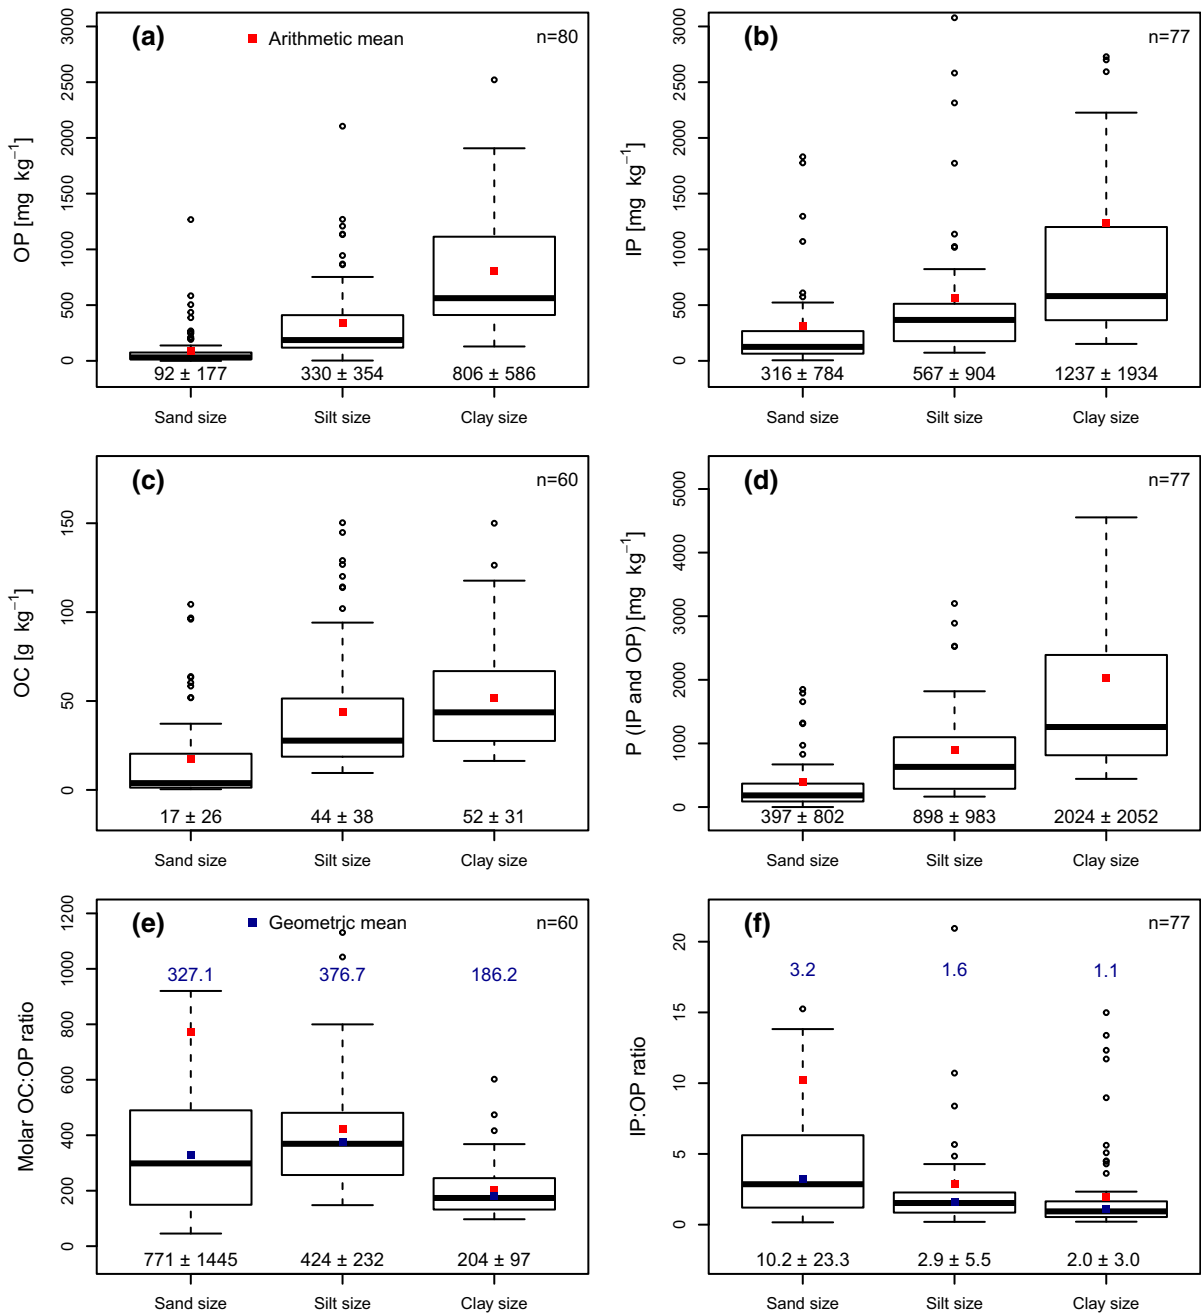 (a)
Arithmetic mean
n=80
OP [mg kg⁻¹]
3000
2500
2000
1500
1000
500
0
92 ± 177
330 ± 354
806 ± 586
Sand size
Silt size
Clay size
(b)
n=77
IP [mg kg⁻¹]
3000
2500
2000
1500
1000
500
0
316 ± 784
567 ± 904
1237 ± 1934
Sand size
Silt size
Clay size
(c)
n=60
OC [g kg⁻¹]
150
100
50
0
17 ± 26
44 ± 38
52 ± 31
Sand size
Silt size
Clay size
(d)
n=77
P (IP and OP) [mg kg⁻¹]
5000
4000
3000
2000
1000
0
397 ± 802
898 ± 983
2024 ± 2052
Sand size
Silt size
Clay size
(e)
Geometric mean
n=60
Molar OC:OP ratio
1200
1000
800
600
400
200
0
327.1
376.7
186.2
771 ± 1445
424 ± 232
204 ± 97
Sand size
Silt size
Clay size
(f)
n=77
IP:OP ratio
20
15
10
5
0
3.2
1.6
1.1
10.2 ± 23.3
2.9 ± 5.5
2.0 ± 3.0
Sand size
Silt size
Clay size